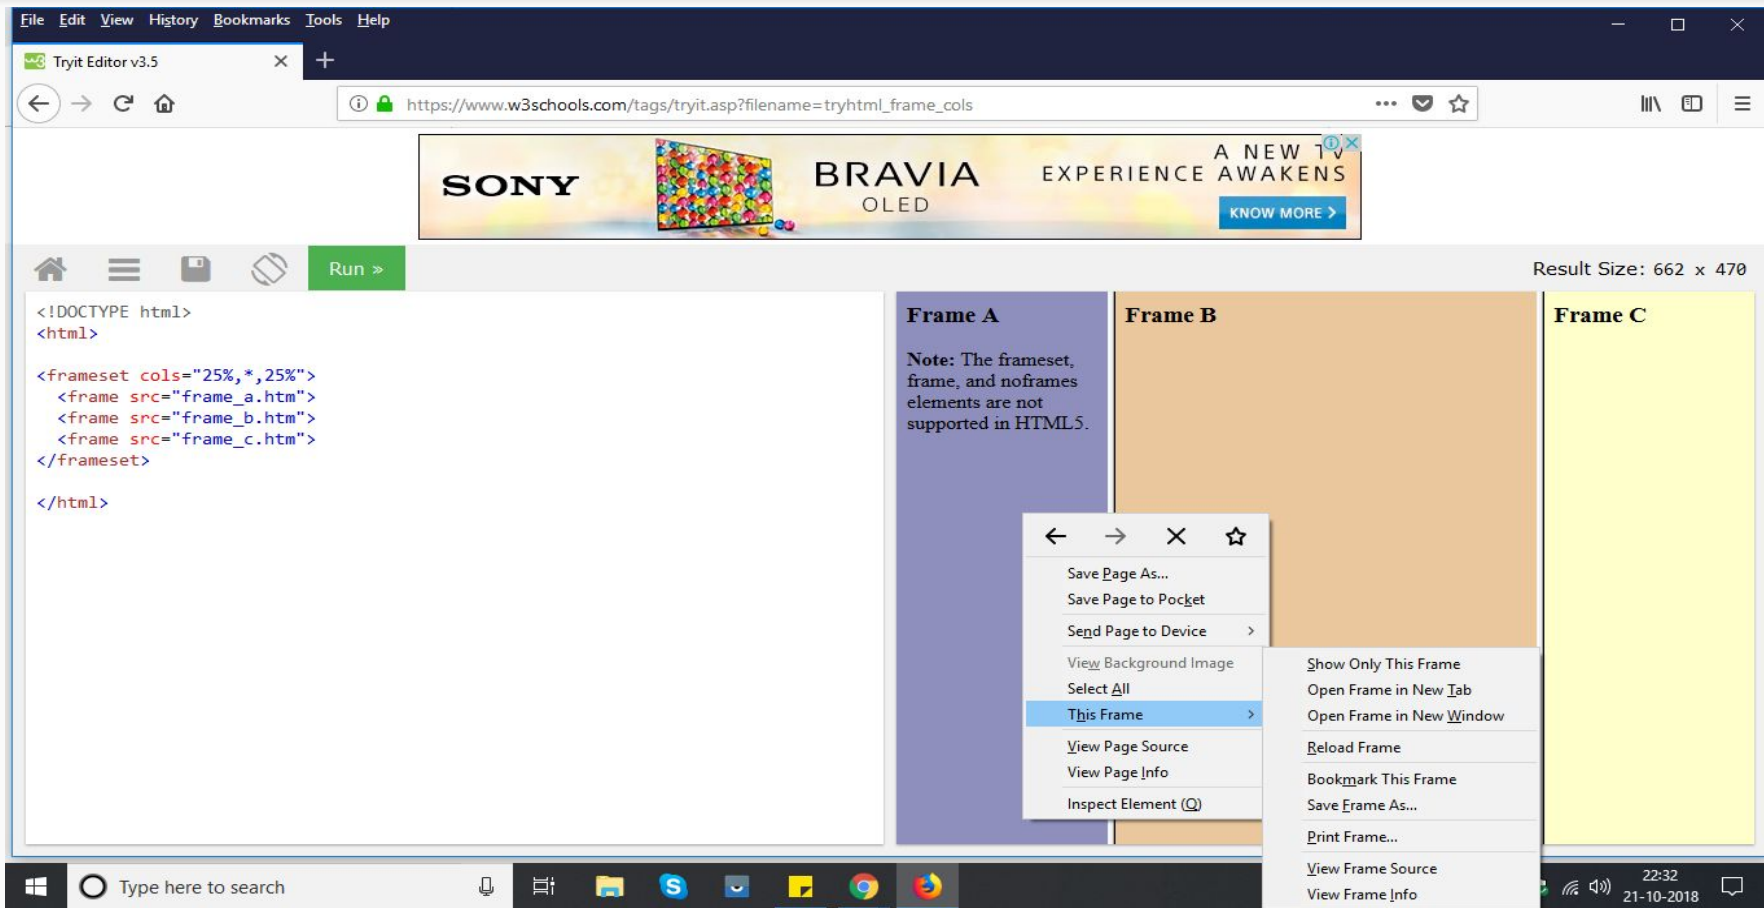 File Edit View History Bookmarks Tools Help
Tryit Editor v3.5
https://www.w3schools.com/tags/tryit.asp?filename=tryhtml_frame_cols
SONY
BRAVIA
OLED
A NEW TV
EXPERIENCE AWAKENS
KNOW MORE >
Run »
Result Size: 662 x 470
<!DOCTYPE html>
<html>
<frameset cols="25%,*,25%">
<frame src="frame_a.htm">
<frame src="frame_b.htm">
<frame src="frame_c.htm">
</frameset>
</html>
Frame A
Note: The frameset,
frame, and noframes
elements are not
supported in HTML5.
Frame B
Frame C
Save Page As...
Save Page to Pocket
Send Page to Device >
View Background Image
Select All
This Frame >
View Page Source
View Page Info
Inspect Element (Q)
Show Only This Frame
Open Frame in New Tab
Open Frame in New Window
Reload Frame
Bookmark This Frame
Save Frame As...
Print Frame...
View Frame Source
View Frame Info
Type here to search
22:32
21-10-2018